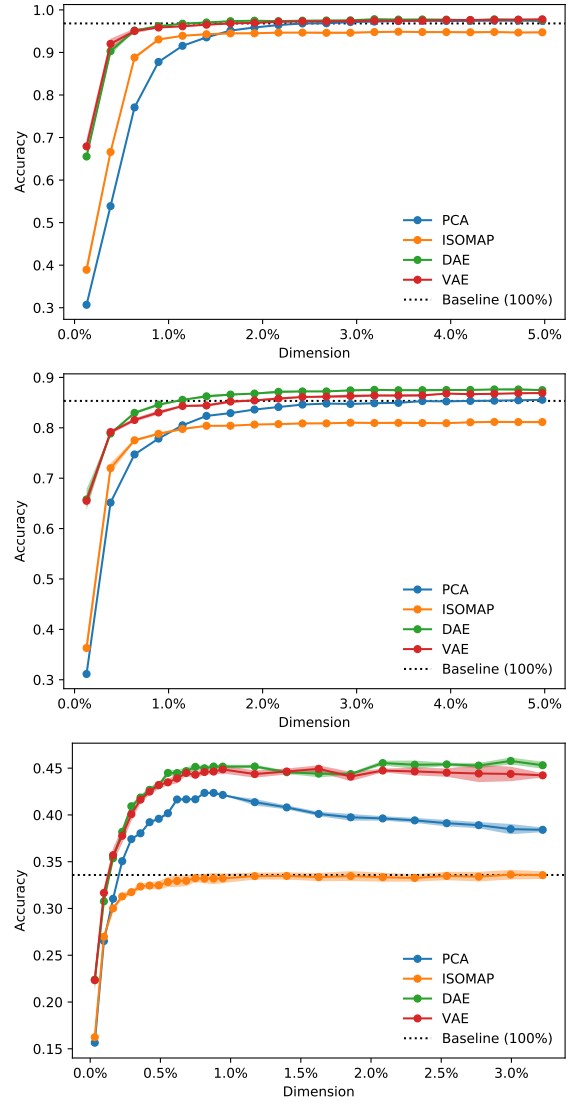 1.0
0.9
0.8
0.7
0.6
0.5
0.4
0.3
Accuracy
PCA
ISOMAP
DAE
VAE
Baseline (100%)
0.0% 1.0% 2.0% 3.0% 4.0% 5.0%
Dimension
0.9
0.8
0.7
0.6
0.5
0.4
0.3
Accuracy
PCA
ISOMAP
DAE
VAE
Baseline (100%)
0.0% 1.0% 2.0% 3.0% 4.0% 5.0%
Dimension
0.45
0.40
0.35
0.30
0.25
0.20
0.15
Accuracy
PCA
ISOMAP
DAE
VAE
Baseline (100%)
0.0% 0.5% 1.0% 1.5% 2.0% 2.5% 3.0%
Dimension